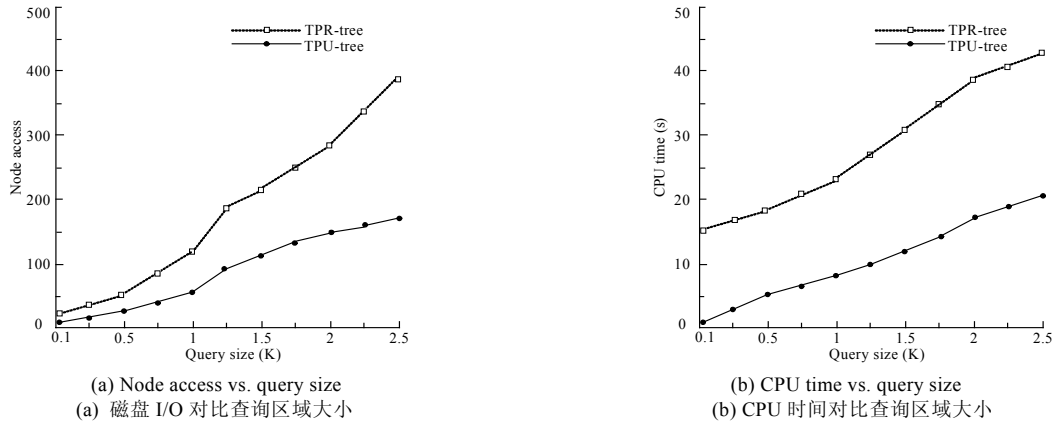 500
400
300
200
100
0
Node access
TPR-tree
TPU-tree
0.1
0.5
1
1.5
2
2.5
Query size (K)
(a) Node access vs. query size
(a) 磁盘 I/O 对比查询区域大小
50
40
30
20
10
0
CPU time (s)
TPR-tree
TPU-tree
0.1
0.5
1
1.5
2
2.5
Query size (K)
(b) CPU time vs. query size
(b) CPU 时间对比查询区域大小